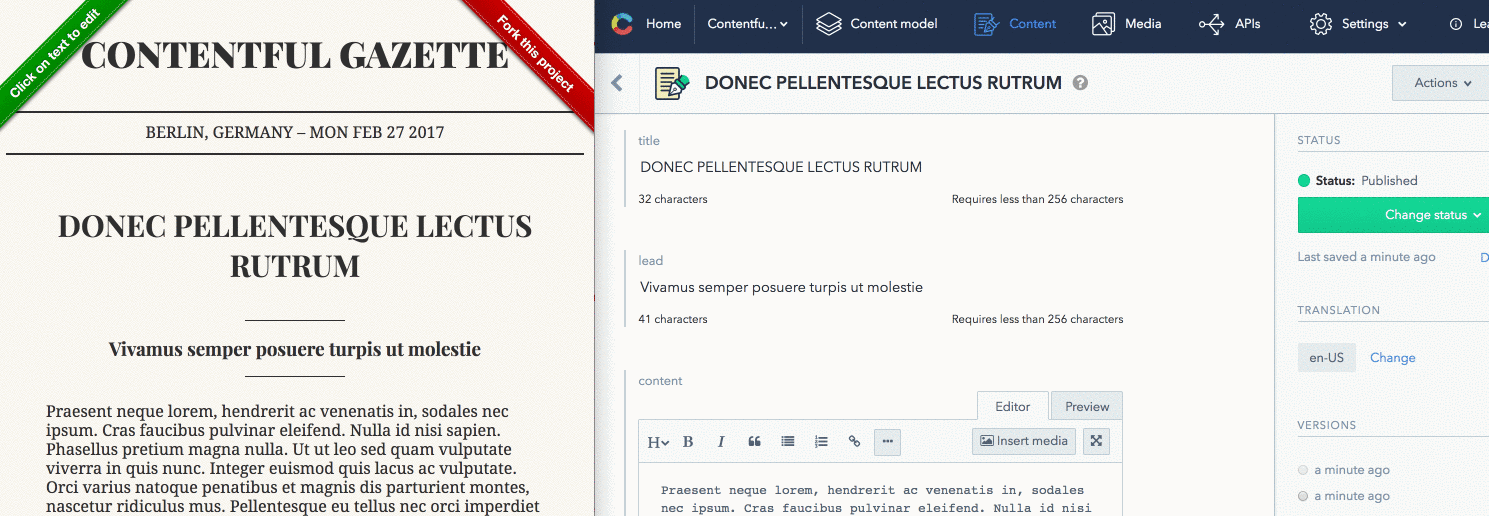 Click on text to edit
Fork this project
CONTENTFUL GAZETTE
BERLIN, GERMANY – MON FEB 27 2017
DONEC PELLENTESQUE LECTUS
RUTRUM
Vivamus semper posuere turpis ut molestie
Praesent neque lorem, hendrerit ac venenatis in, sodales nec
ipsum. Cras faucibus pulvinar eleifend. Nulla id nisi sapien.
Phasellus pretium magna nulla. Ut ut leo sed quam vulputate
viverra in quis nunc. Integer euismod quis lacus ac vulputate.
Orci varius natoque penatibus et magnis dis parturient montes,
nascetur ridiculus mus. Pellentesque eu tellus nec orci imperdiet
Home Contentfu... Content model Content Media APIs Settings Lea
DONEC PELLENTESQUE LECTUS RUTRUM ?
Actions
title
DONEC PELLENTESQUE LECTUS RUTRUM
32 characters Requires less than 256 characters
lead
Vivamus semper posuere turpis ut molestie
41 characters Requires less than 256 characters
content
Editor Preview
H B I Insert media
Praesent neque lorem, hendrerit ac venenatis in, sodales
nec ipsum. Cras faucibus pulvinar eleifend. Nulla id nisi
STATUS
Status: Published
Change status
Last saved a minute ago D
TRANSLATION
en-US Change
VERSIONS
a minute ago
a minute ago